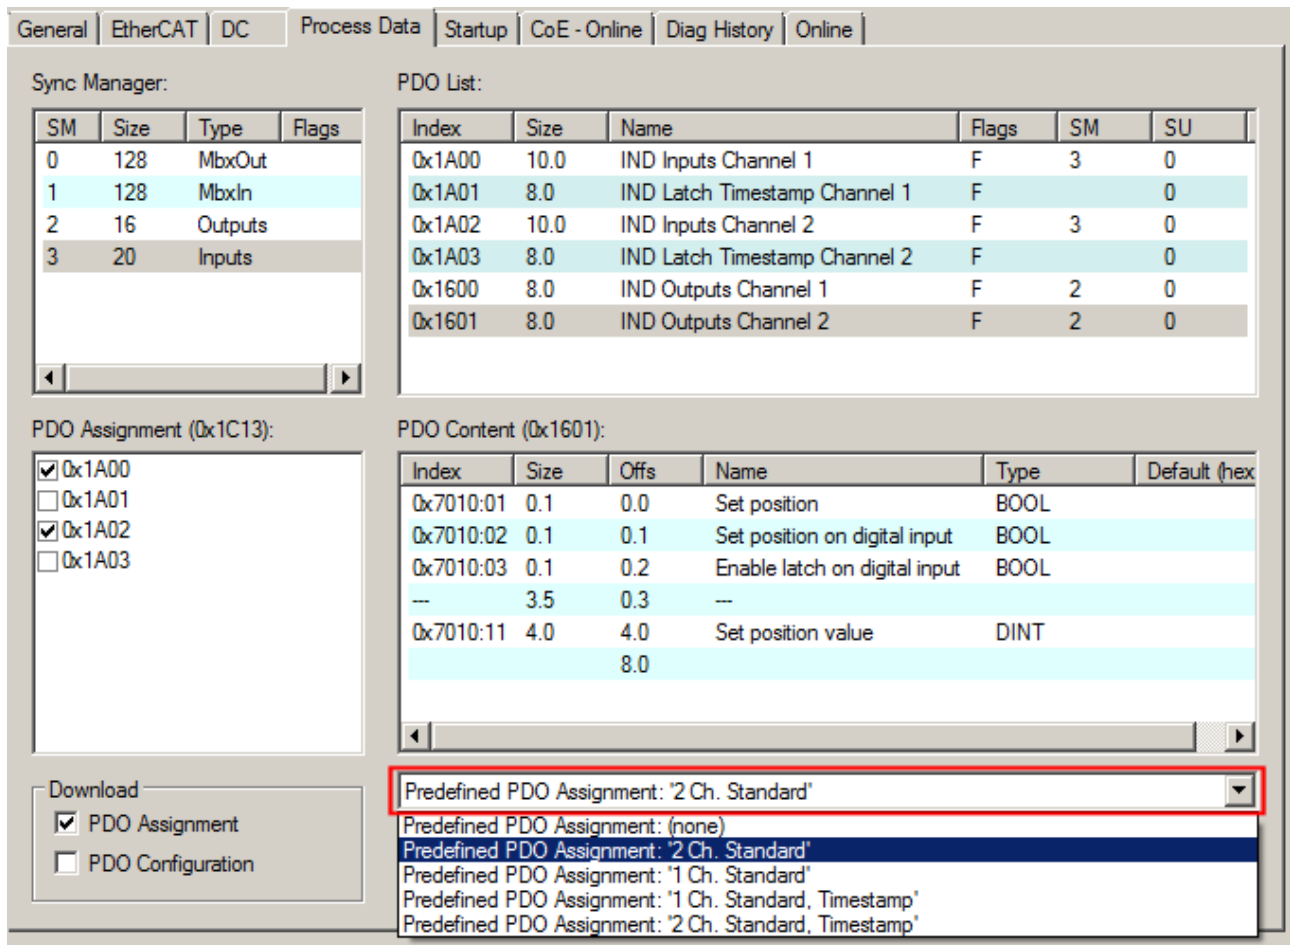 General EtherCAT DC Process Data Startup CoE - Online Diag History Online
Sync Manager:
SM Size Type Flags
0 128 MbxOut
1 128 MbxIn
2 16 Outputs
3 20 Inputs
PDO List:
Index Size Name Flags SM SU
0x1A00 10.0 IND Inputs Channel 1 F 3 0
0x1A01 8.0 IND Latch Timestamp Channel 1 F 0
0x1A02 10.0 IND Inputs Channel 2 F 3 0
0x1A03 8.0 IND Latch Timestamp Channel 2 F 0
0x1600 8.0 IND Outputs Channel 1 F 2 0
0x1601 8.0 IND Outputs Channel 2 F 2 0
PDO Assignment (0x1C13):
0x1A00
0x1A01
0x1A02
0x1A03
PDO Content (0x1601):
Index Size Offs Name Type Default (hex
0x7010:01 0.1 0.0 Set position BOOL
0x7010:02 0.1 0.1 Set position on digital input BOOL
0x7010:03 0.1 0.2 Enable latch on digital input BOOL
--- 3.5 0.3 ---
0x7010:11 4.0 4.0 Set position value DINT
8.0
Download
PDO Assignment
PDO Configuration
Predefined PDO Assignment: '2 Ch. Standard'
Predefined PDO Assignment: (none)
Predefined PDO Assignment: '2 Ch. Standard'
Predefined PDO Assignment: '1 Ch. Standard'
Predefined PDO Assignment: '1 Ch. Standard, Timestamp'
Predefined PDO Assignment: '2 Ch. Standard, Timestamp'